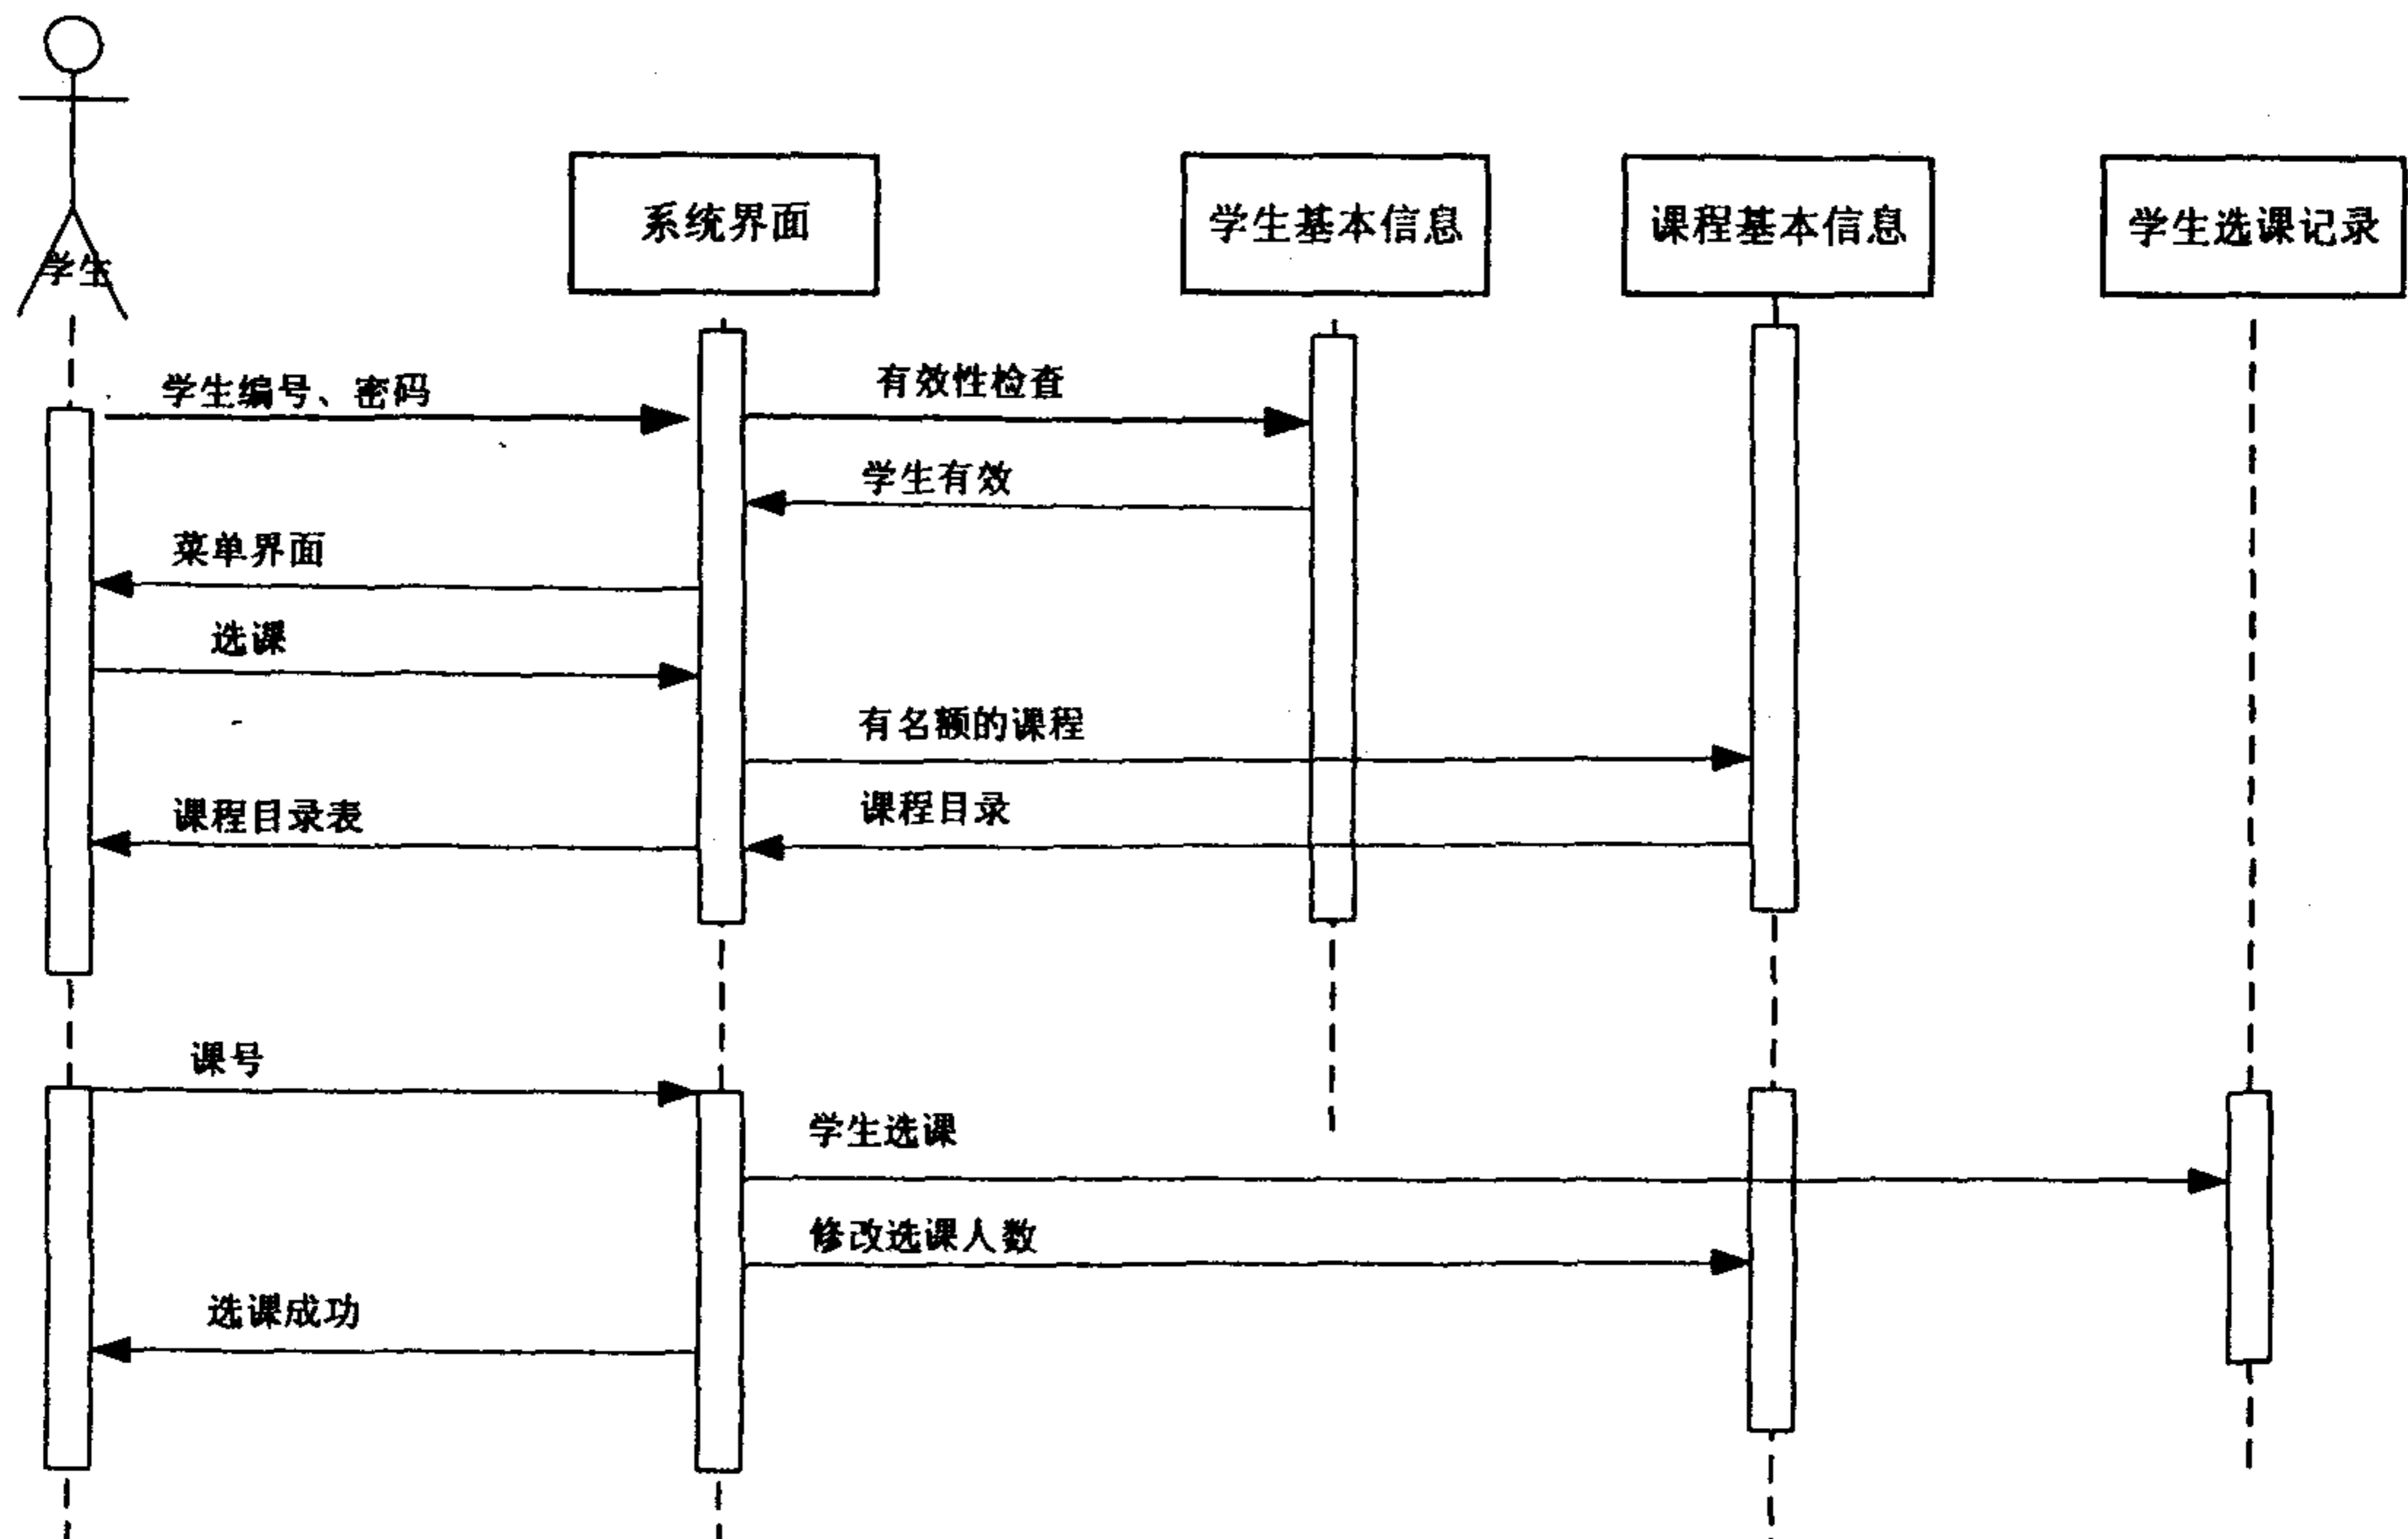 学生
系统界面
学生基本信息
课程基本信息
学生选课记录
学生编号、密码
有效性检查
学生有效
菜单界面
选课
有名额的课程
课程目录表
课程目录
课号
学生选课
修改选课人数
选课成功